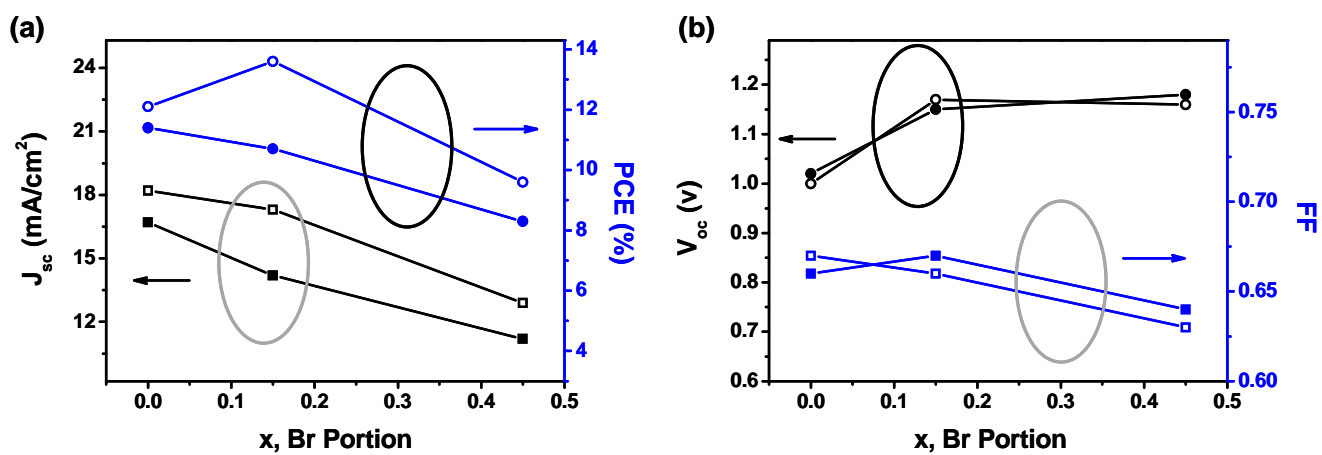 (a)
24
21
18
15
12
J_sc (mA/cm²)
14
12
10
8
6
4
PCE (%)
0.0 0.1 0.2 0.3 0.4 0.5
x, Br Portion
(b)
1.2
1.1
1.0
0.9
0.8
0.7
0.6
V_oc (v)
0.75
0.70
0.65
0.60
FF
0.0 0.1 0.2 0.3 0.4 0.5
x, Br Portion